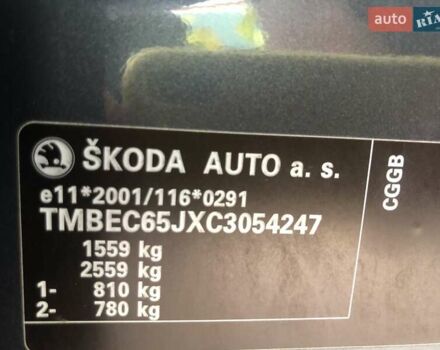 auto RIA
ŠKODA AUTO a. s.
e11*2001/116*0291
TMBEC65JXC3054247
1559 kg
2559 kg
1- 810 kg
2- 780 kg
CGGB